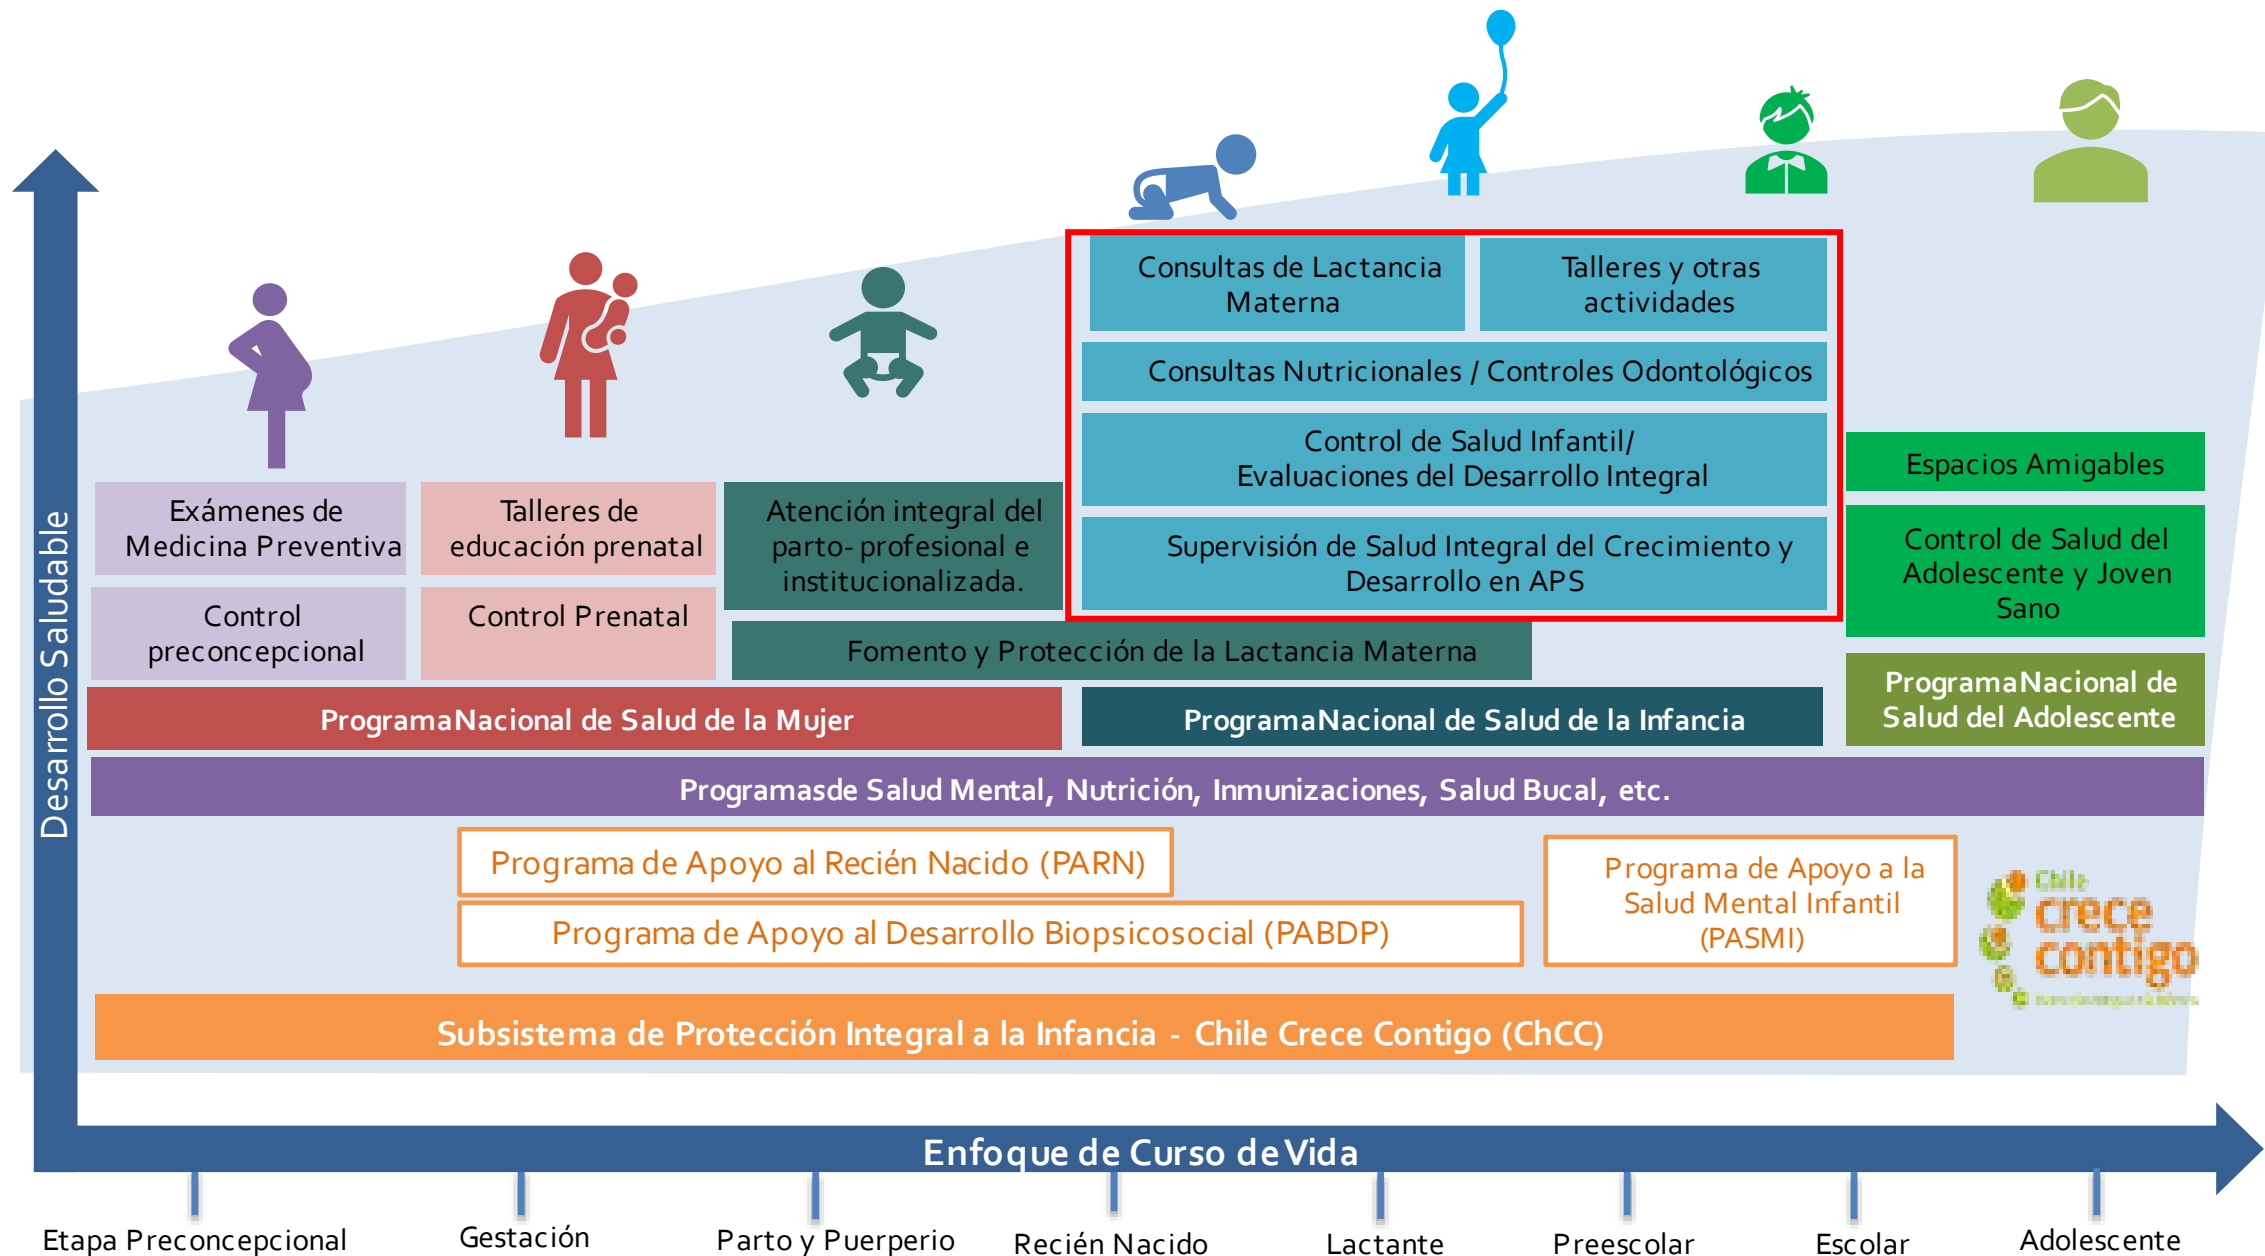 Consultas de Lactancia
Materna
Talleres y otras
actividades
Consultas Nutricionales / Controles Odontológicos
Control de Salud Infantil/
Evaluaciones del Desarrollo Integral
Supervisión de Salud Integral del Crecimiento y
Desarrollo en APS
Espacios Amigables
Control de Salud del
Adolescente y Joven
Sano
Exámenes de
Medicina Preventiva
Talleres de
educación prenatal
Atención integral del
parto- profesional e
institucionalizada.
Control
preconcepcional
Control Prenatal
Fomento y Protección de la Lactancia Materna
ProgramaNacional de Salud de la Mujer
ProgramaNacional de Salud de la Infancia
ProgramaNacional de
Salud del Adolescente
Programasde Salud Mental, Nutrición, Inmunizaciones, Salud Bucal, etc.
Programa de Apoyo al Recién Nacido (PARN)
Programa de Apoyo al Desarrollo Biopsicosocial (PABDP)
Programa de Apoyo a la
Salud Mental Infantil
(PASMI)
Chile
crece
contigo
Subsistema de Protección Integral a la Infancia - Chile Crece Contigo (ChCC)
Desarrollo Saludable
Enfoque de Curso de Vida
Etapa Preconcepcional
Gestación
Parto y Puerperio
Recién Nacido
Lactante
Preescolar
Escolar
Adolescente